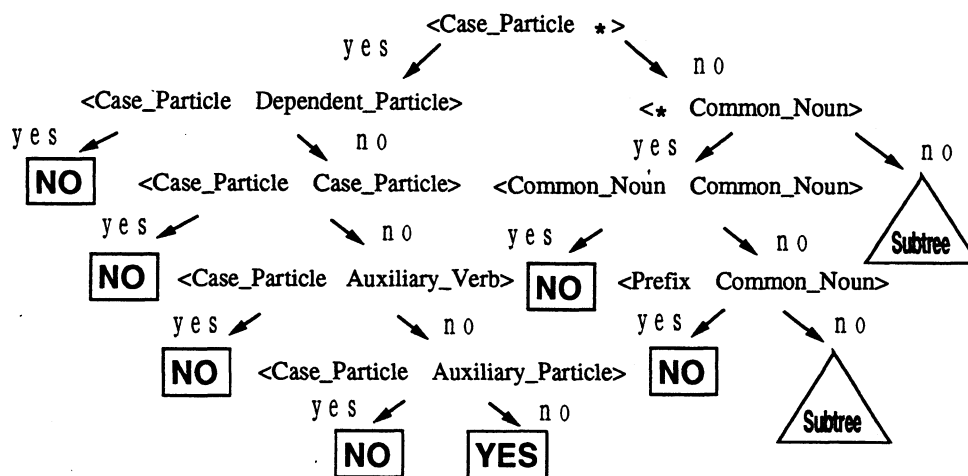 <Case_Particle * >
yes
no
<Case_Particle Dependent_Particle>
<* Common_Noun>
yes
no
yes
no
NO
<Case_Particle Case_Particle>
<Common_Noun Common_Noun>
Subtree
yes
no
yes
no
NO
<Case_Particle Auxiliary_Verb>
NO
<Prefix Common_Noun>
yes
no
yes
no
NO
<Case_Particle Auxiliary_Particle>
NO
Subtree
yes
no
NO
YES